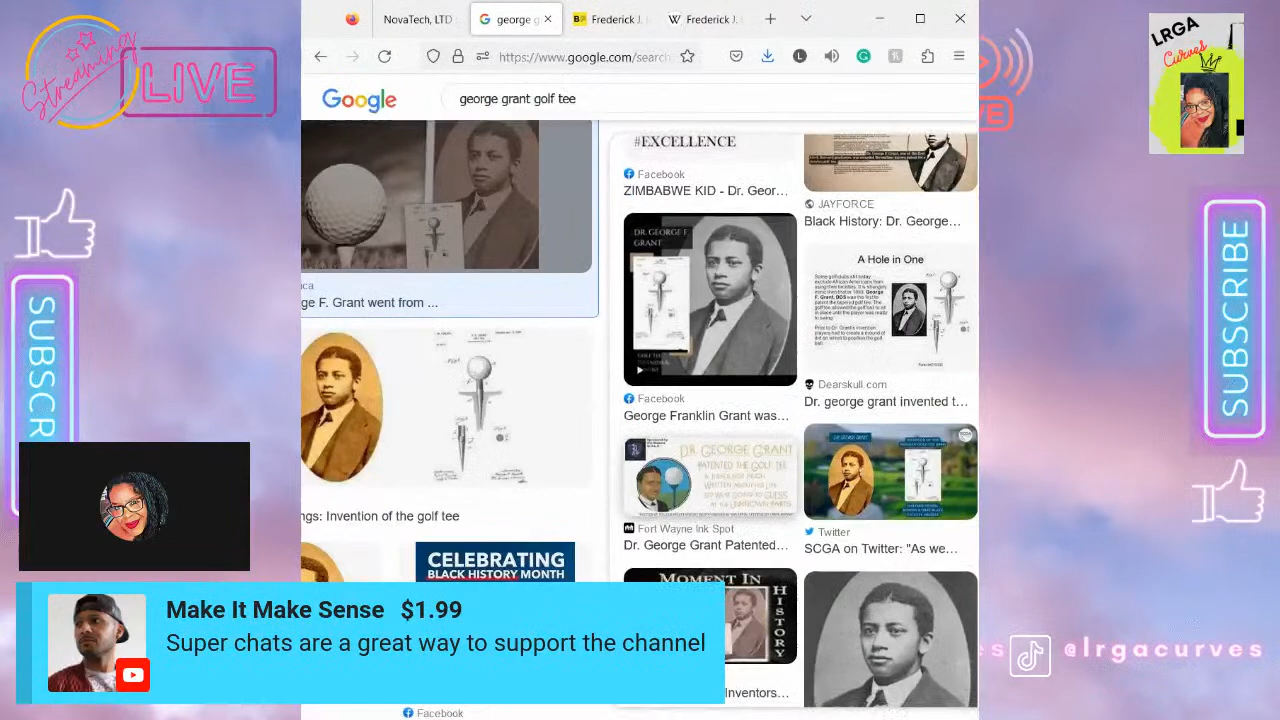 Streaming
LIVE
NovaTech, LTD
george g
Frederick J.
Frederick J.
https://www.google.com/search
Google
george grant golf tee
LRGA
Curves
#EXCELLENCE
Facebook
ZIMBABWE KID - Dr. Geor...
JAYFORCE
Black History: Dr. George...
ge F. Grant went from ...
DR. GEORGE F.
GRANT
A Hole in One
Facebook
George Franklin Grant was...
Dearskull.com
Dr. george grant invented t...
DR. GEORGE GRANT
PATENTED THE GOLF TEE
Fort Wayne Ink Spot
Dr. George Grant Patented...
Twitter
SCGA on Twitter: "As we...
ngs: Invention of the golf tee
CELEBRATING
BLACK HISTORY MONTH
MOMENT IN
HISTORY
Inventors...
Facebook
SUBSCR
SUBSCRIBE
VE
Make It Make Sense $1.99
Super chats are a great way to support the channel
es
@lrgacurves